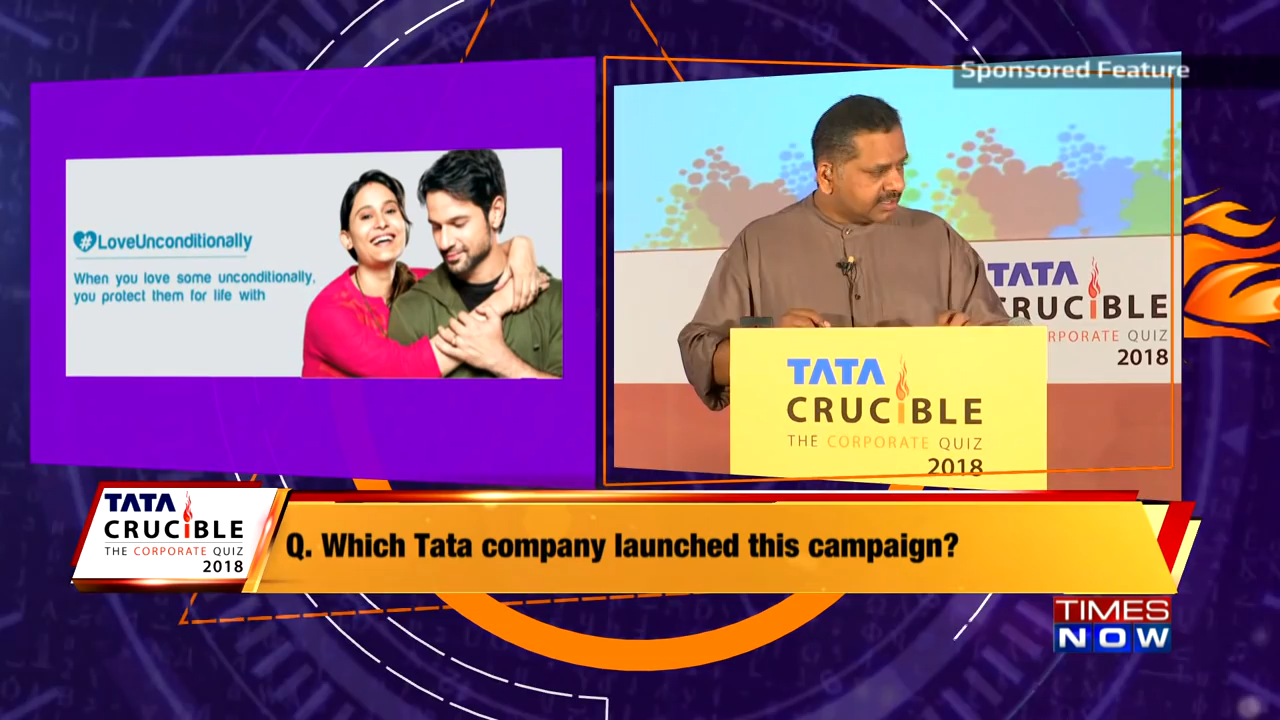 Sponsored Feature
#LoveUnconditionally
When you love some unconditionally,
you protect them for life with
TATA
CRUCIBLE
RPORATE QUIZ
2018
TATA
CRUCIBLE
THE CORPORATE QUIZ
2018
TATA
CRUCIBLE
THE CORPORATE QUIZ
2018
Q. Which Tata company launched this campaign?
TIMES
NOW